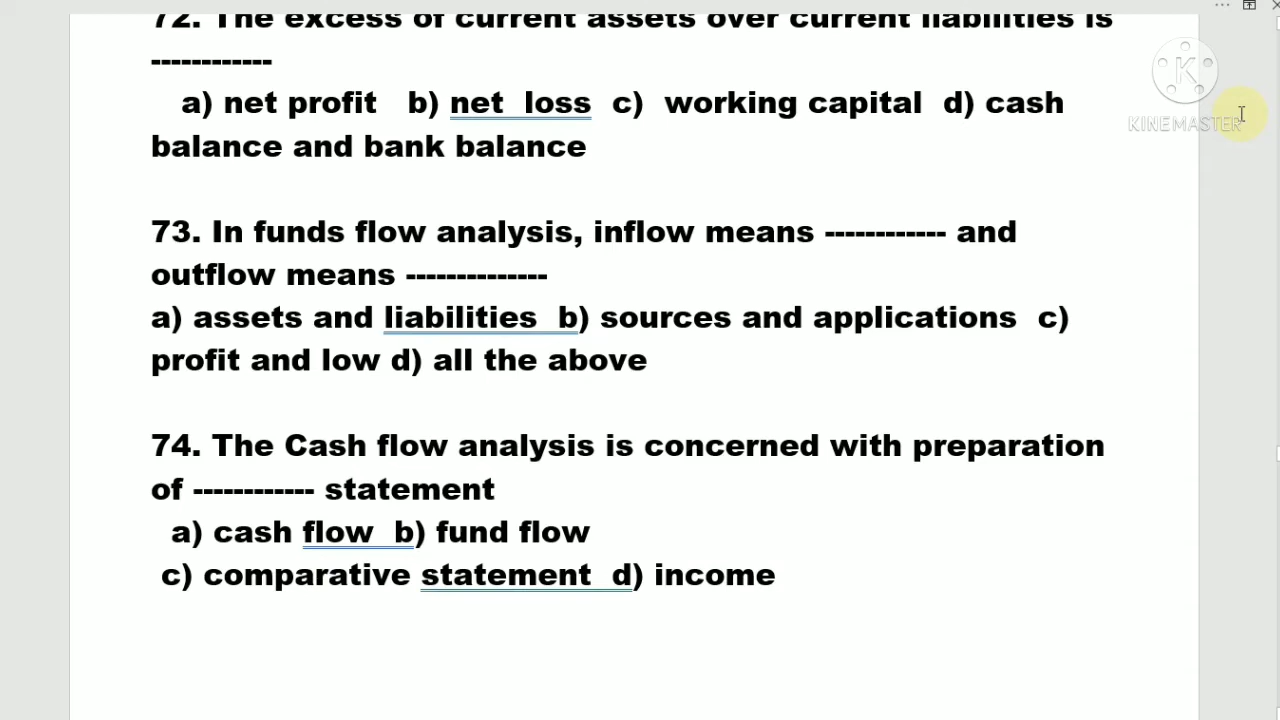 72. The excess of current assets over current liabilities is
------------
a) net profit b) net loss c) working capital d) cash
balance and bank balance
73. In funds flow analysis, inflow means ------------ and
outflow means --------------
a) assets and liabilities b) sources and applications c)
profit and low d) all the above
74. The Cash flow analysis is concerned with preparation
of ------------ statement
a) cash flow b) fund flow
c) comparative statement d) income
K
KINEMASTER